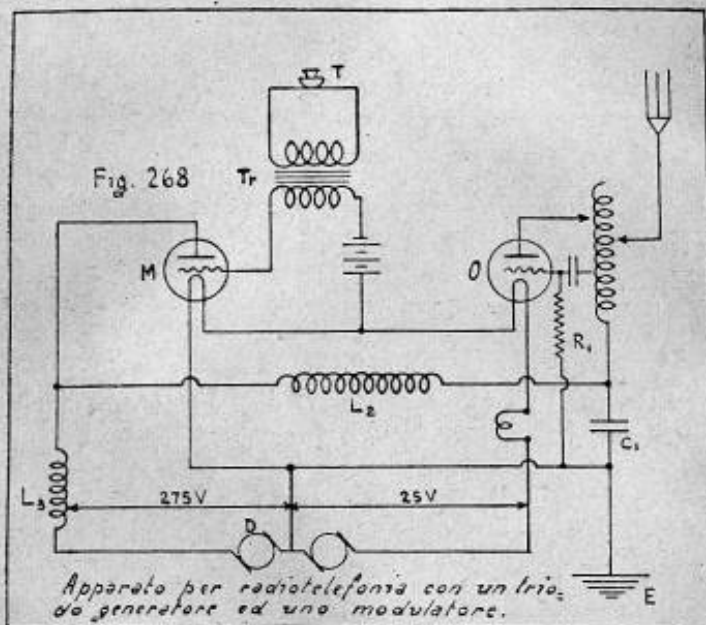 T
Fig. 268
Tr
M
O
R1
L2
C1
L3
275V
25V
D
E
Apparato per radiotelefonia con un trio=
do generatore ed uno modulatore.